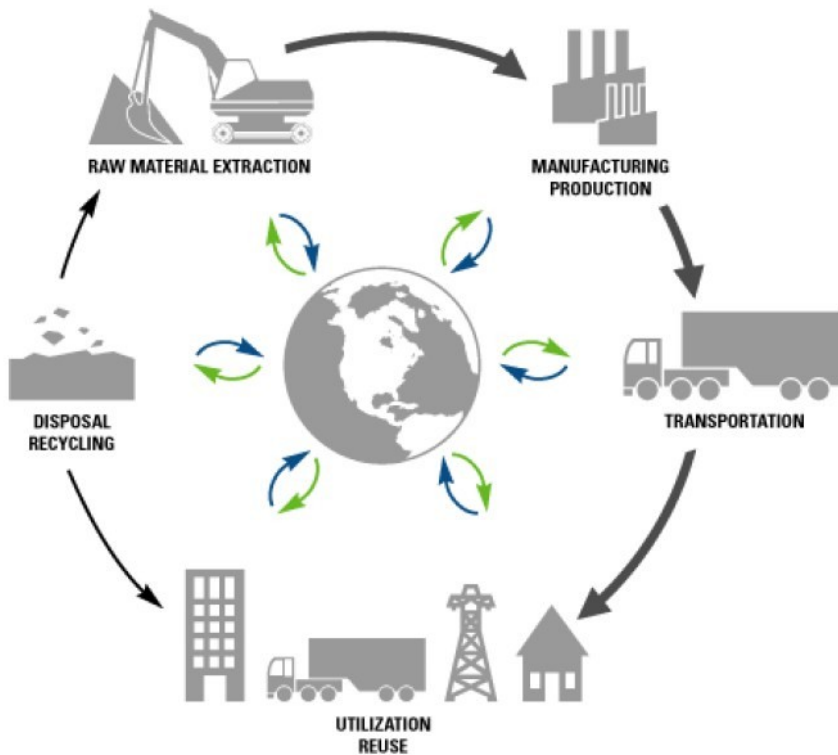 RAW MATERIAL EXTRACTION
MANUFACTURING
PRODUCTION
DISPOSAL
RECYCLING
TRANSPORTATION
UTILIZATION
REUSE